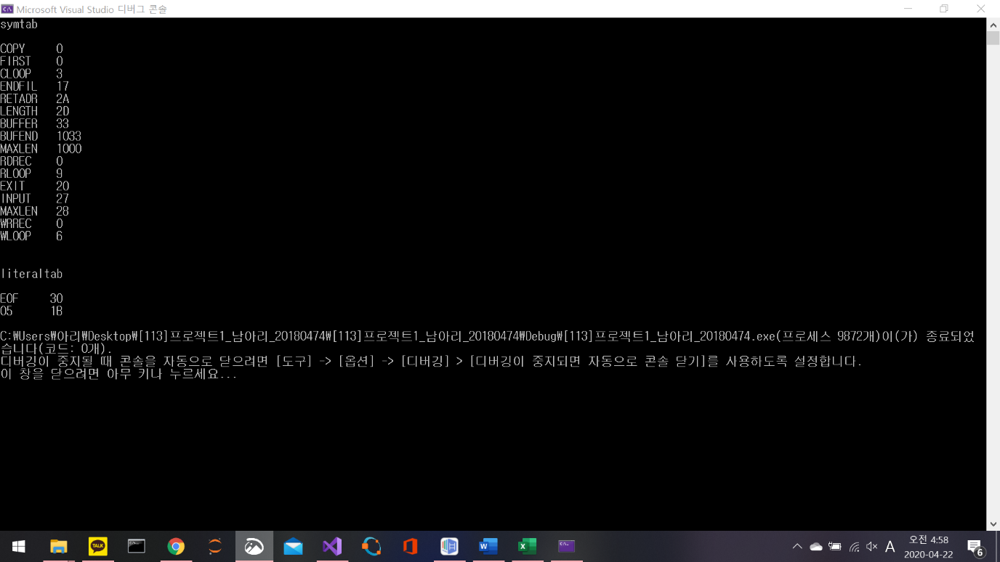 Microsoft Visual Studio 디버그 콘솔
symtab
COPY 0
FIRST 0
CLOOP 3
ENDFIL 17
RETADR 2A
LENGTH 2D
BUFFER 33
BUFEND 1033
MAXLEN 1000
RDREC 0
RLOOP 9
EXIT 20
INPUT 27
MAXLEN 28
WRREC 0
WLOOP 6
literaltab
EOF 30
05 1B
C:\Users\아리\Desktop\[113]프로젝트1_남아리_20180474\[113]프로젝트1_남아리_20180474\Debug\[113]프로젝트1_남아리_20180474.exe(프로세스 9872개)이(가) 종료되었
습니다(코드: 0개).
디버깅이 중지될 때 콘솔을 자동으로 닫으려면 [도구] -> [옵션] -> [디버깅] > [디버깅이 중지되면 자동으로 콘솔 닫기]를 사용하도록 설정합니다.
이 창을 닫으려면 아무 키나 누르세요...
TALK
A
오전 4:58
2020-04-22
6